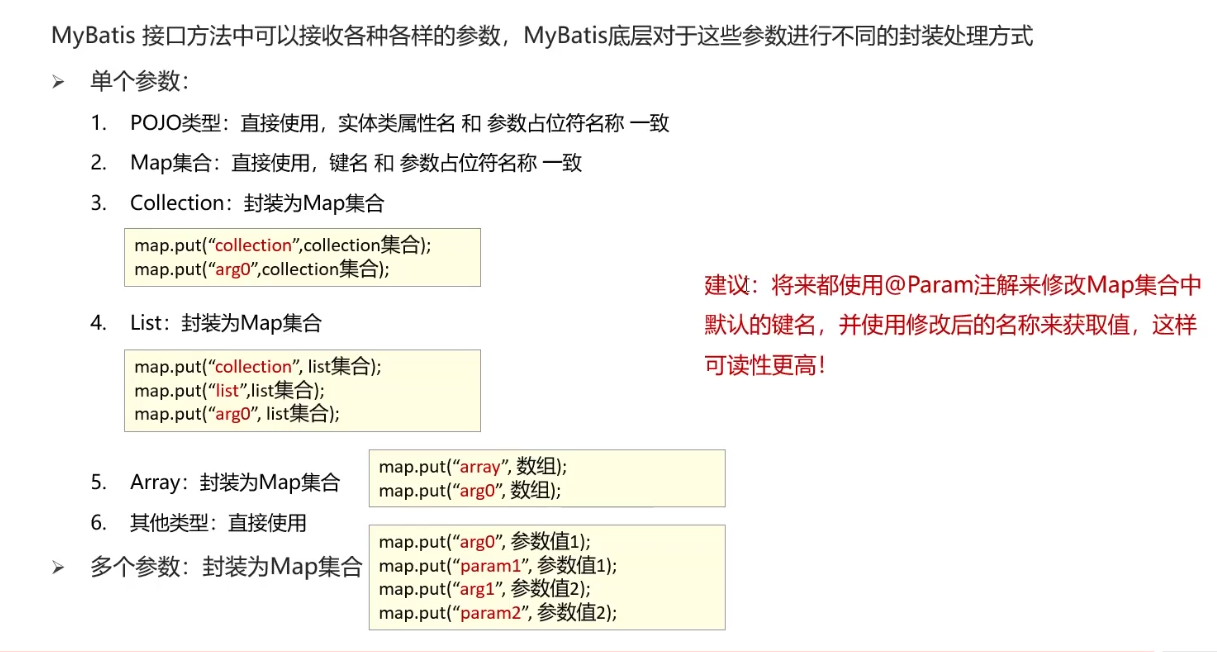 MyBatis 接口方法中可以接收各种各样的参数，MyBatis底层对于这些参数进行不同的封装处理方式
➢ 单个参数：
1. POJO类型：直接使用，实体类属性名 和 参数占位符名称 一致
2. Map集合：直接使用，键名 和 参数占位符名称 一致
3. Collection：封装为Map集合
map.put(“collection”,collection集合);
map.put(“arg0”,collection集合);
建议：将来都使用@Param注解来修改Map集合中
默认的键名，并使用修改后的名称来获取值，这样
可读性更高！
4. List：封装为Map集合
map.put(“collection”, list集合);
map.put(“list”,list集合);
map.put(“arg0”, list集合);
5. Array：封装为Map集合
map.put(“array”, 数组);
map.put(“arg0”, 数组);
6. 其他类型：直接使用
➢ 多个参数：封装为Map集合
map.put(“arg0”, 参数值1);
map.put(“param1”, 参数值1);
map.put(“arg1”, 参数值2);
map.put(“param2”, 参数值2);